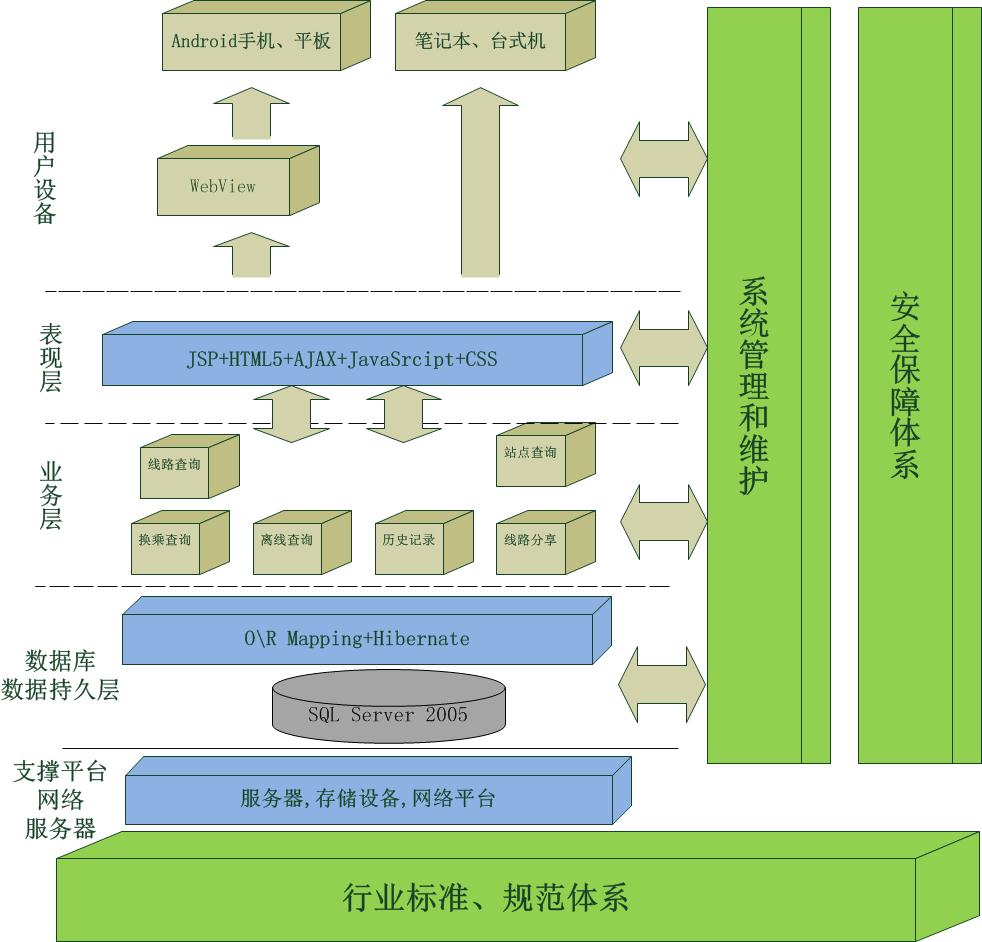 Android手机、平板
笔记本、台式机
用户设备
WebView
表现层
JSP+HTML5+AJAX+JavaSrcipt+CSS
业务层
线路查询
站点查询
换乘查询
离线查询
历史记录
线路分享
数据库
数据持久层
O\R Mapping+Hibernate
SQL Server 2005
支撑平台
网络
服务器
服务器,存储设备,网络平台
系统管理和维护
安全保障体系
行业标准、规范体系